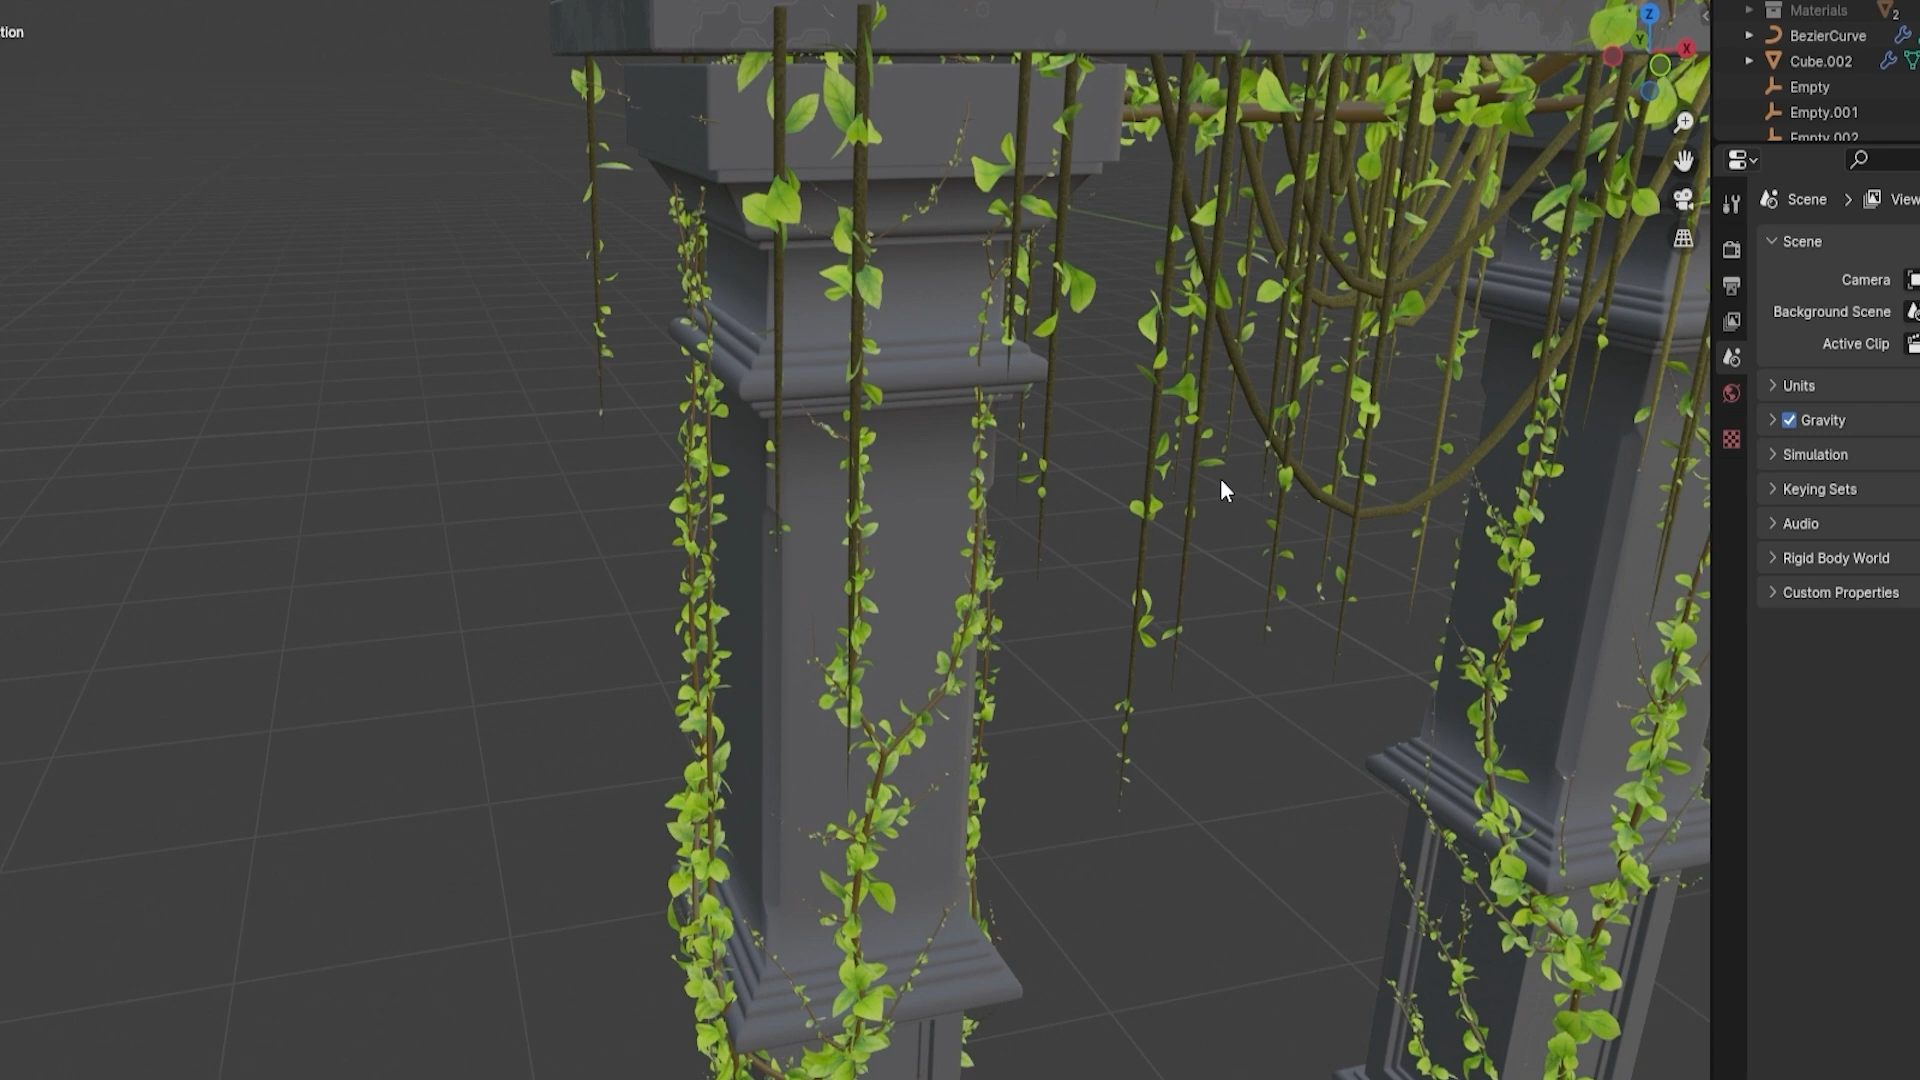 tion
Z
Y
X
Materials
2
BezierCurve
Cube.002
Empty
Empty.001
Empty.002
Scene
View
Scene
Camera
Background Scene
Active Clip
Units
Gravity
Simulation
Keying Sets
Audio
Rigid Body World
Custom Properties